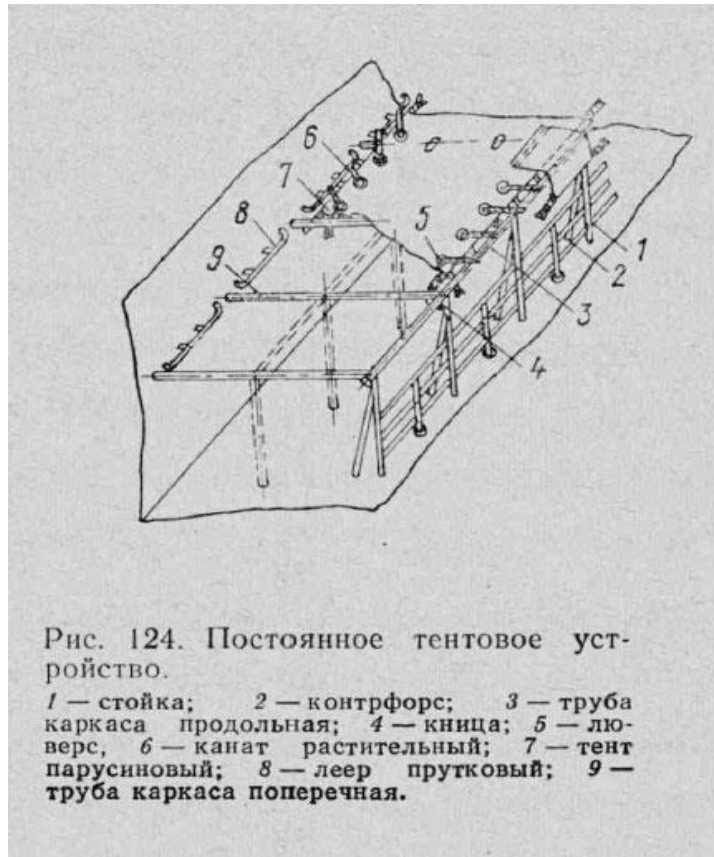 6
7
8
9
5
1
2
3
4
Рис. 124. Постоянное тентовое уст-
ройство.
1 — стойка; 2 — контрфорс; 3 — труба
каркаса продольная; 4 — кница; 5 — лю-
верс, 6 — канат растительный; 7 — тент
парусиновый; 8 — леер прутковый; 9 —
труба каркаса поперечная.